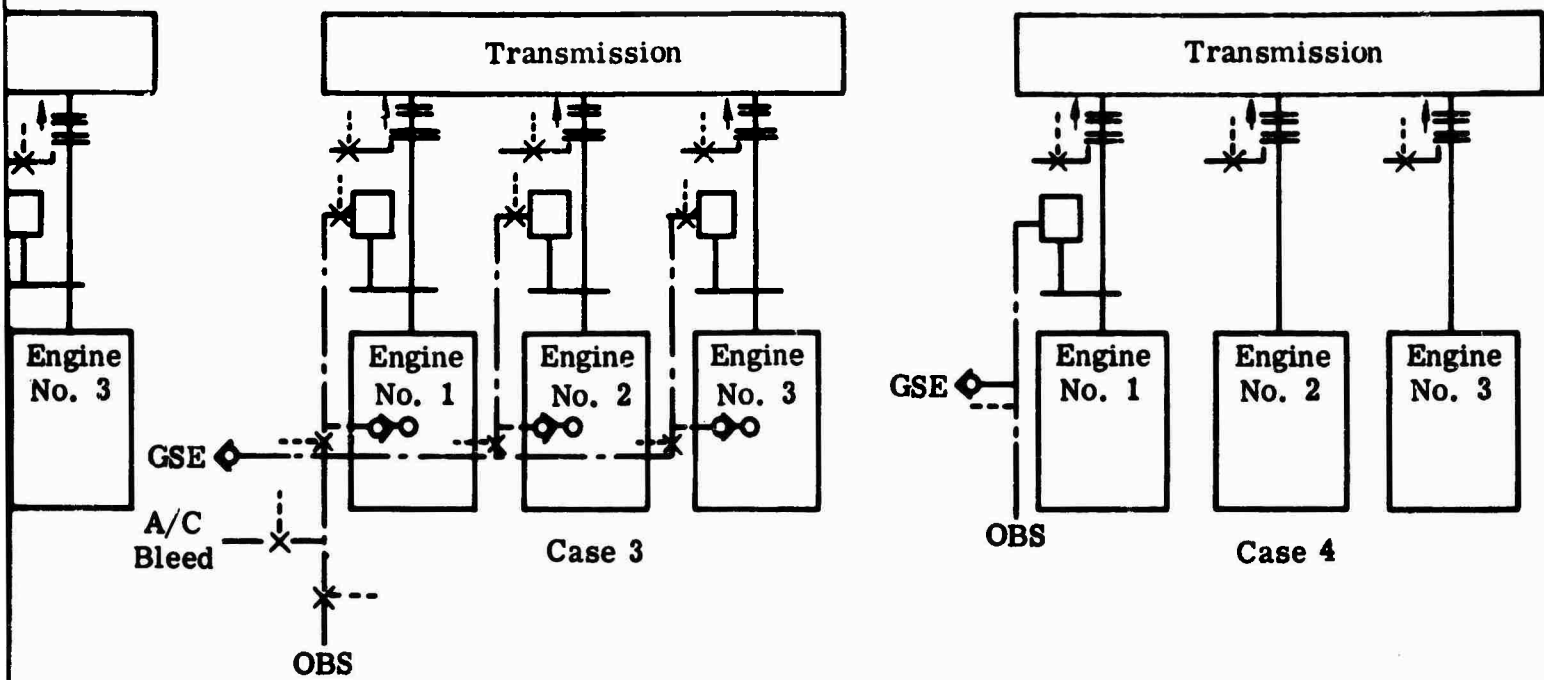 Transmission
Transmission
Engine
No. 3
Engine
No. 1
Engine
No. 2
Engine
No. 3
GSE
A/C
Bleed
OBS
Case 3
Engine
No. 1
Engine
No. 2
Engine
No. 3
GSE
OBS
Case 4